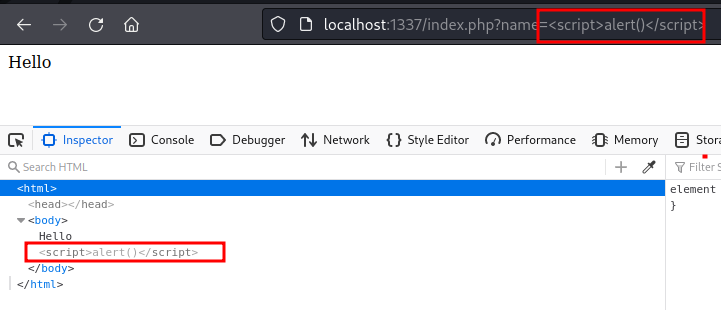 localhost:1337/index.php?name=<script>alert()</script>
Hello
Inspector Console Debugger Network {} Style Editor Performance Memory Stora
Search HTML + Filter S
<html>
<head></head>
<body>
Hello
<script>alert()</script>
</body>
</html>
element
}